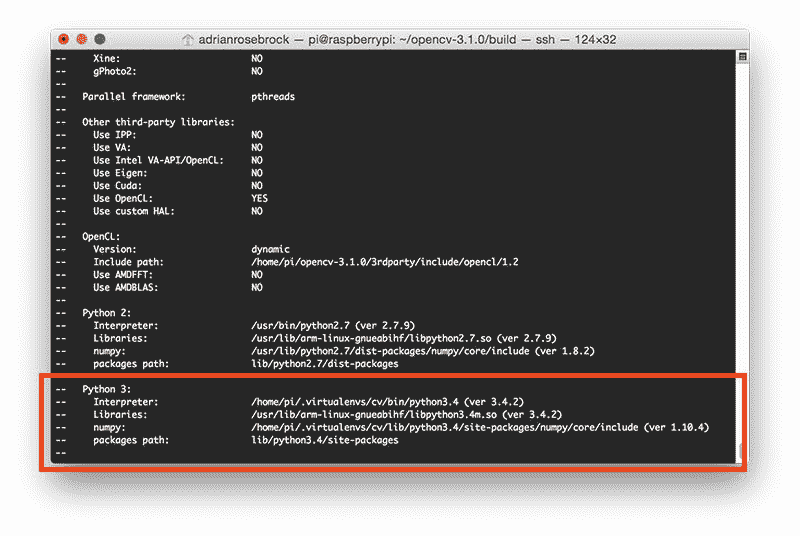 adrianrosebrock — pi@raspberrypi: ~/opencv-3.1.0/build — ssh — 124×32
-- Xine: NO
-- gPhoto2: NO
--
-- Parallel framework: pthreads
--
-- Other third-party libraries:
-- Use IPP: NO
-- Use VA: NO
-- Use Intel VA-API/OpenCL: NO
-- Use Eigen: NO
-- Use Cuda: NO
-- Use OpenCL: YES
-- Use custom HAL: NO
--
-- OpenCL:
-- Version: dynamic
-- Include path: /home/pi/opencv-3.1.0/3rdparty/include/opencl/1.2
-- Use AMDFFT: NO
-- Use AMDBLAS: NO
--
-- Python 2:
-- Interpreter: /usr/bin/python2.7 (ver 2.7.9)
-- Libraries: /usr/lib/arm-linux-gnueabihf/libpython2.7.so (ver 2.7.9)
-- numpy: /usr/lib/python2.7/dist-packages/numpy/core/include (ver 1.8.2)
-- packages path: lib/python2.7/dist-packages
--
-- Python 3:
-- Interpreter: /home/pi/.virtualenvs/cv/bin/python3.4 (ver 3.4.2)
-- Libraries: /usr/lib/arm-linux-gnueabihf/libpython3.4m.so (ver 3.4.2)
-- numpy: /home/pi/.virtualenvs/cv/lib/python3.4/site-packages/numpy/core/include (ver 1.10.4)
-- packages path: lib/python3.4/site-packages
--